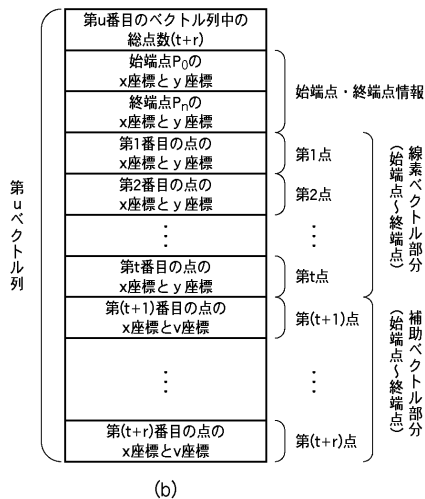 第u番目のベクトル列中の
総点数(t+r)
始端点P0の
x座標とy座標
終端点Pnの
x座標とy座標
始端点・終端点情報
第1番目の点の
x座標とy座標
第1点
第2番目の点の
x座標とy座標
第2点
⋮
⋮
第t番目の点の
x座標とy座標
第t点
線素ベクトル部分
(始端点～終端点)
第(t+1)番目の点の
x座標とv座標
第(t+1)点
⋮
⋮
第(t+r)番目の点の
x座標とv座標
第(t+r)点
補助ベクトル部分
(始端点～終端点)
第uベクトル列
(b)